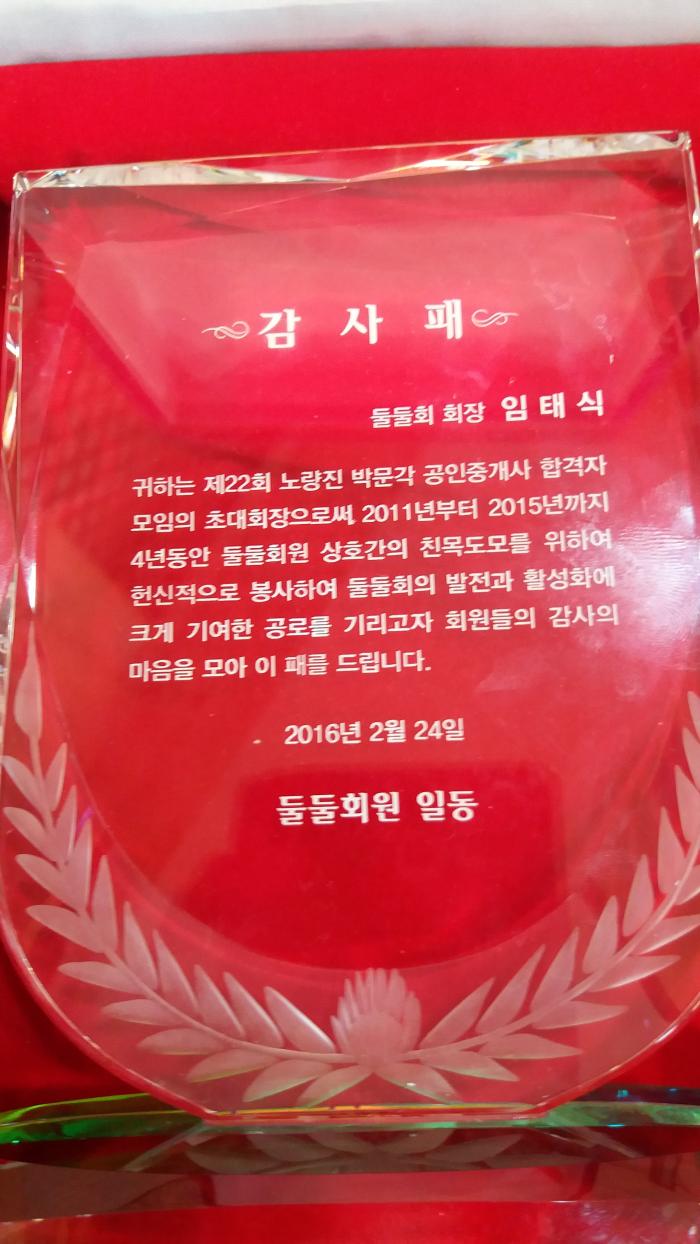 감 사 패
둘둘회 회장 임 태 식
귀하는 제22회 노량진 박문각 공인중개사 합격자
모임의 초대회장으로써, 2011년부터 2015년까지
4년동안 둘둘회원 상호간의 친목도모를 위하여
헌신적으로 봉사하여 둘둘회의 발전과 활성화에
크게 기여한 공로를 기리고자 회원들의 감사의
마음을 모아 이 패를 드립니다.
2016년 2월 24일
둘둘회원 일동